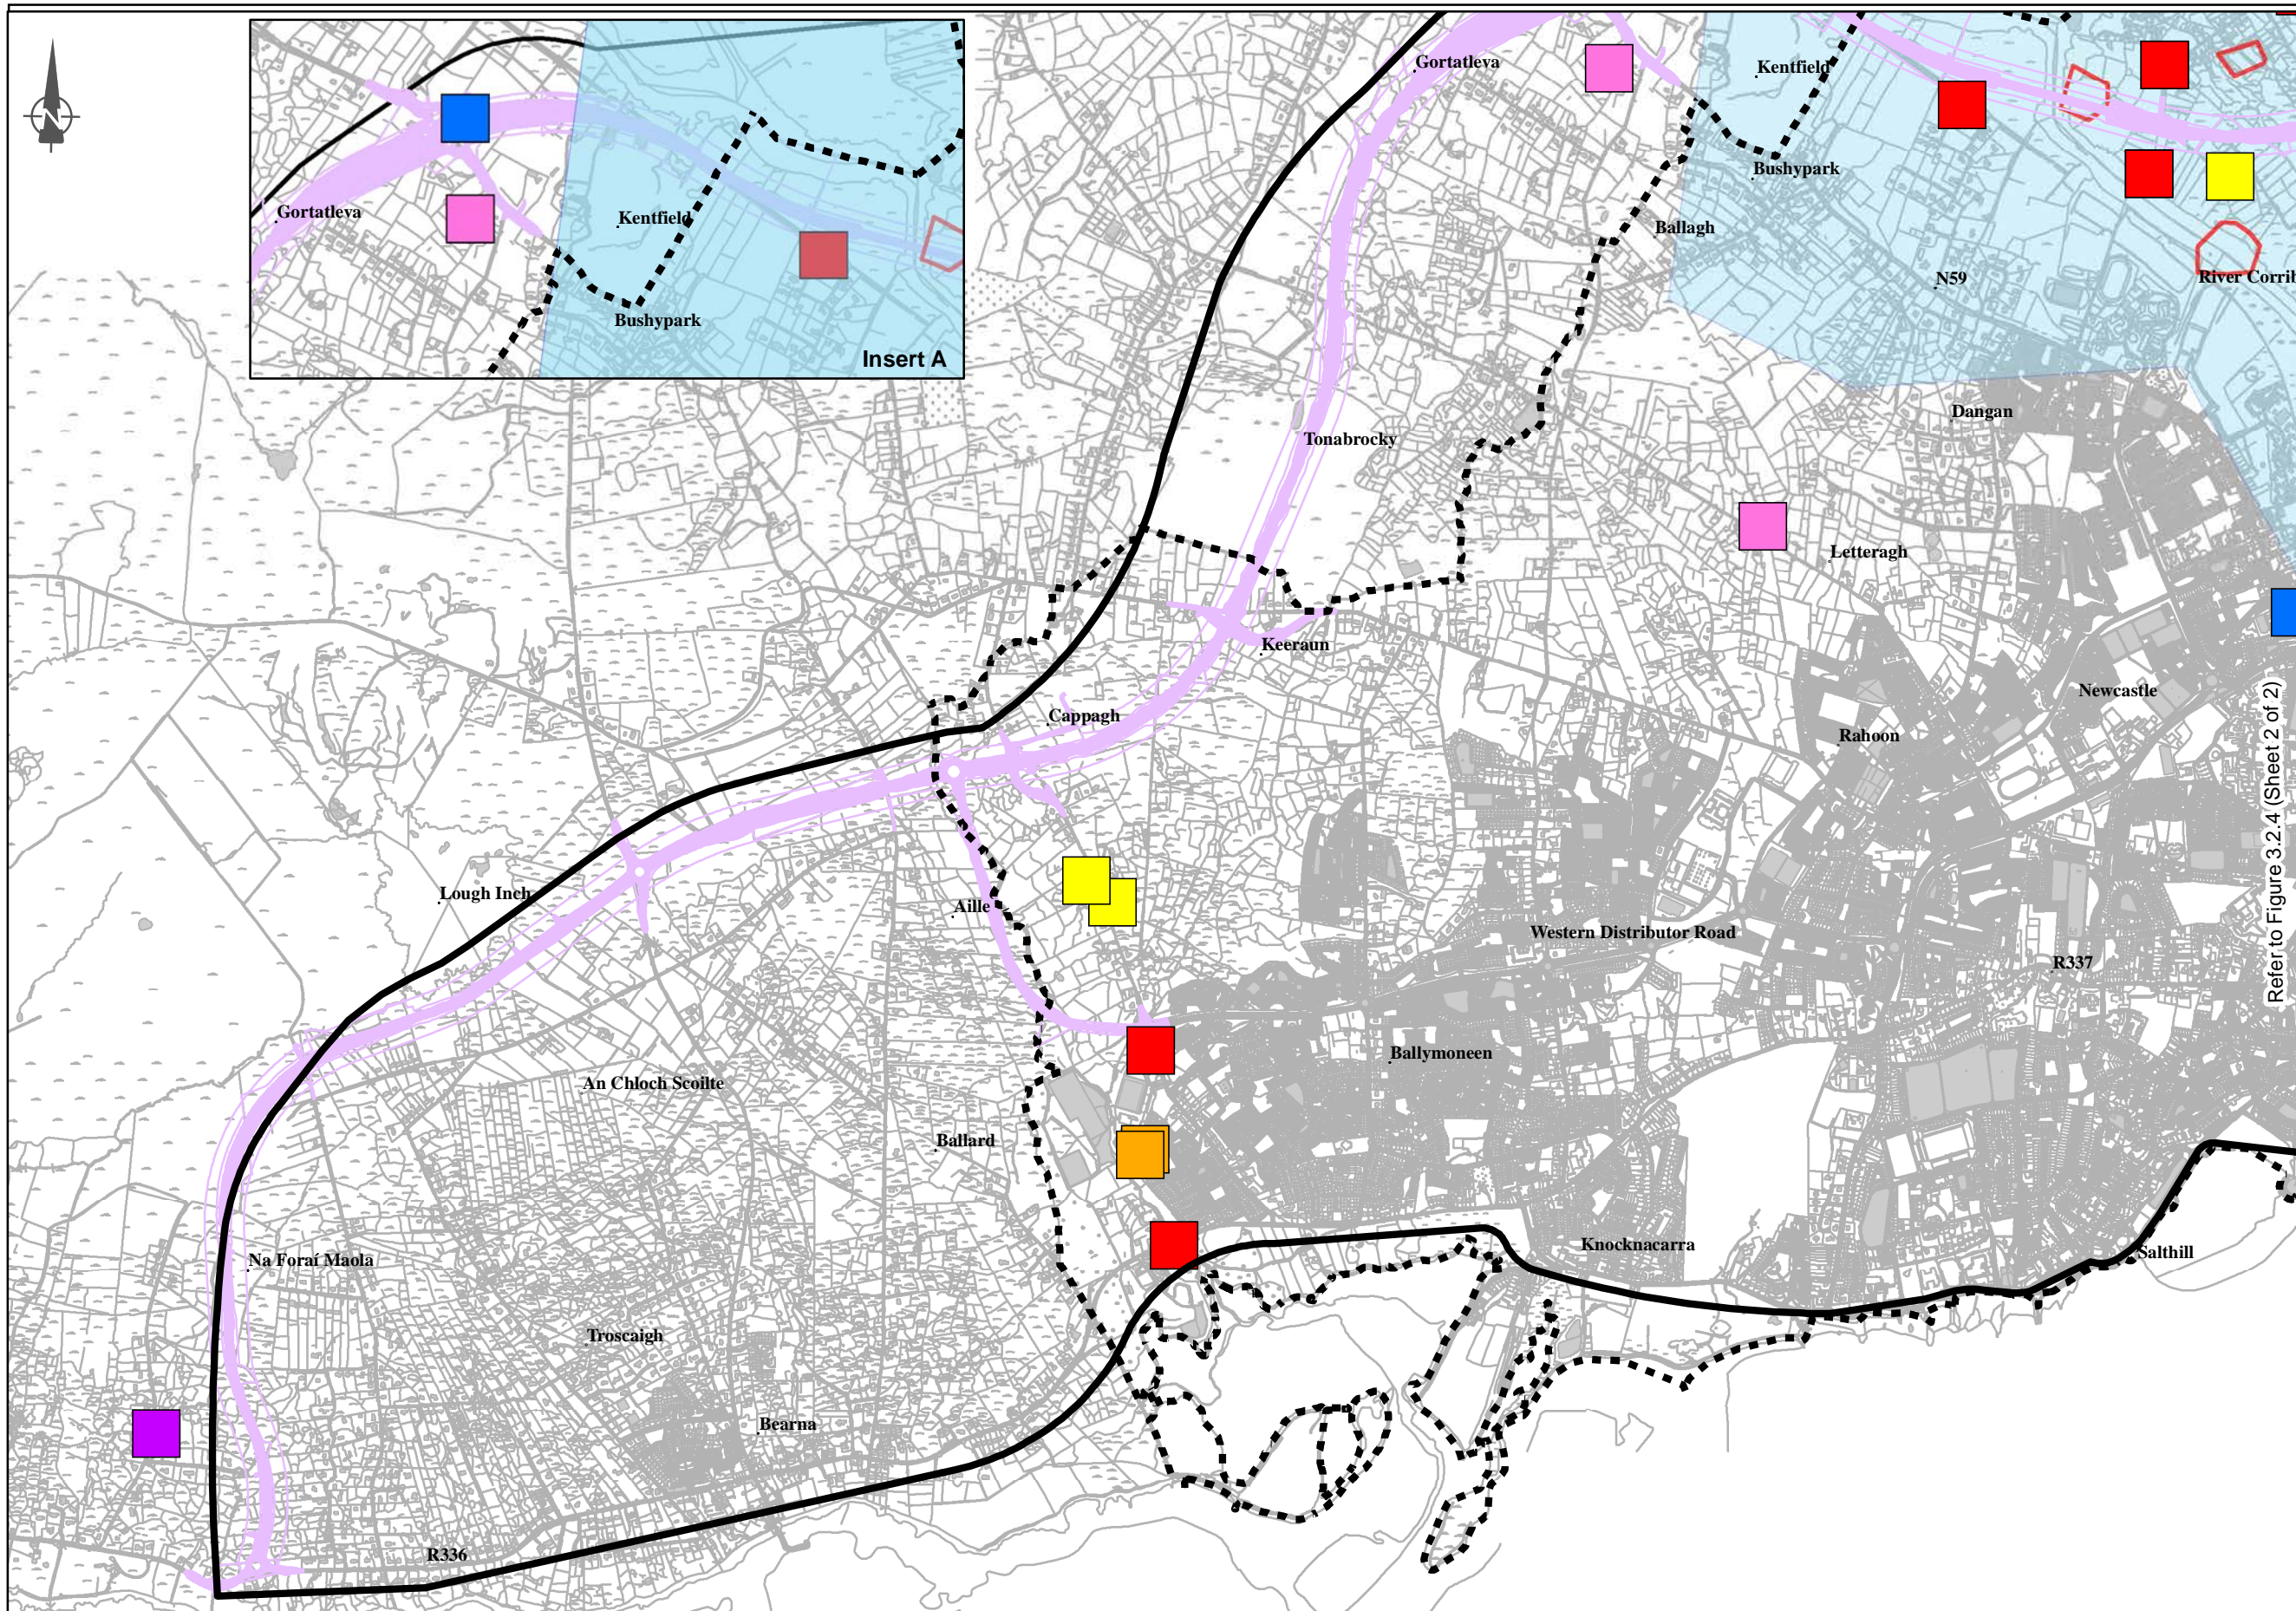 N
Gortatleva
Kentfield
Bushypark
Insert A
Gortatleva
Kentfield
Bushypark
Ballagh
N59
Dangan
Tonabrocky
Letteragh
Keeraun
Newcastle
Cappagh
Rahoon
Refer to Figure 3.2.4 (Sheet 2 of 2)
Lough Inch
Aille
Western Distributor Road
R337
Ballymoneen
An Chloch Scoilte
Ballard
Knocknacarra
Salthill
Na Foraí Maola
Troscaigh
Bearna
R336
River Corrib